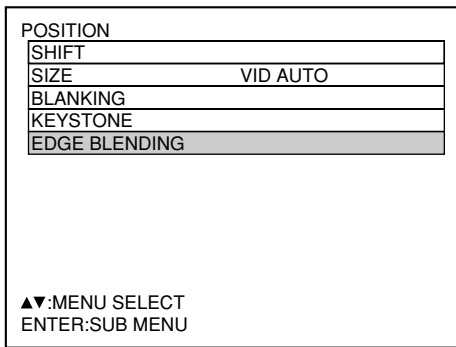 POSITION
SHIFT
SIZE VID AUTO
BLANKING
KEYSTONE
EDGE BLENDING
▲▼:MENU SELECT
ENTER:SUB MENU